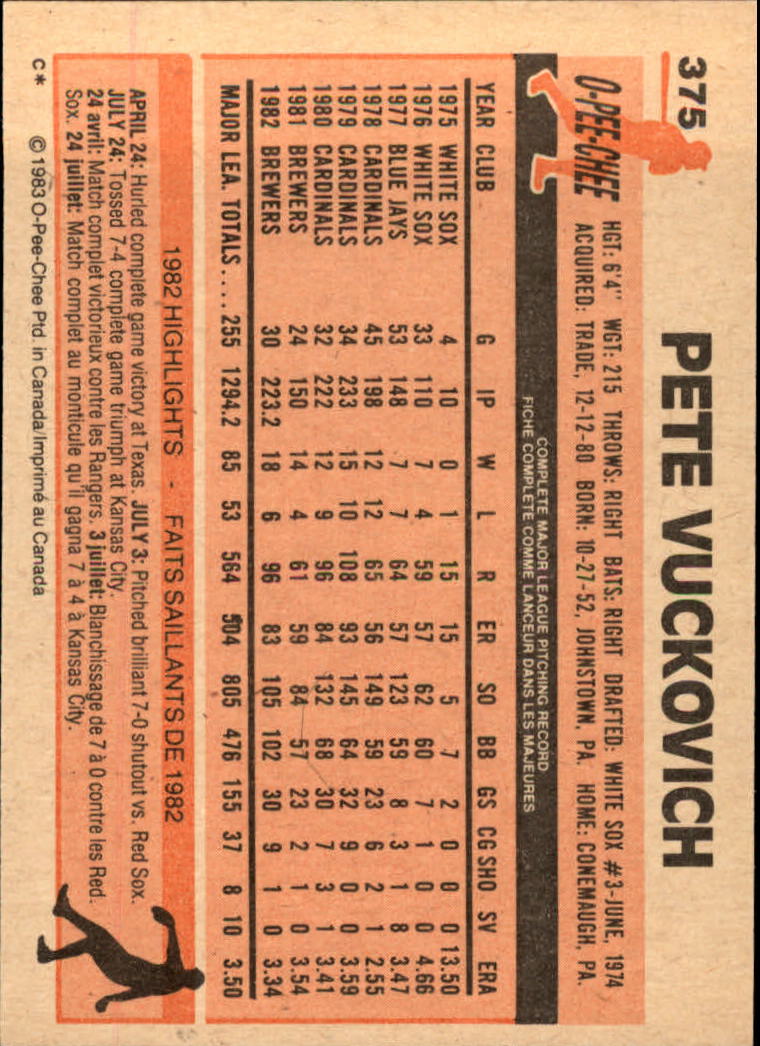 375
PETE VUCKOVICH
O-PEE-CHEE
HGT: 6'4" WGT: 215 THROWS: RIGHT BATS: RIGHT DRAFTED: WHITE SOX #3-JUNE, 1974
ACQUIRED: TRADE, 12-12-80 BORN: 10-27-52, JOHNSTOWN, PA. HOME: CONEMAUGH, PA.
COMPLETE MAJOR LEAGUE PITCHING RECORD
FICHE COMPLETE COMME LANCEUR DANS LES MAJEURES
YEAR CLUB G IP W L R ER SO BB GS CG SHO SV ERA
1975 WHITE SOX 4 10 0 1 15 15 5 7 2 0 0 0 13.50
1976 WHITE SOX 33 110 7 4 59 57 62 60 7 1 0 0 4.66
1977 BLUE JAYS 53 148 7 7 64 57 123 59 8 3 1 8 3.47
1978 CARDINALS 45 198 12 12 65 56 149 59 23 6 2 1 2.55
1979 CARDINALS 34 233 15 10 108 93 145 64 32 9 0 0 3.59
1980 CARDINALS 32 222 12 9 96 84 132 68 30 7 3 1 3.41
1981 BREWERS 24 150 14 4 61 59 84 57 23 2 1 0 3.54
1982 BREWERS 30 223.2 18 6 96 83 105 102 30 9 1 0 3.34
MAJOR LEA. TOTALS.... 255 1294.2 85 53 564 504 805 476 155 37 8 10 3.50
1982 HIGHLIGHTS - FAITS SAILLANTS DE 1982
APRIL 24: Hurled complete game victory at Texas. JULY 3: Pitched brilliant 7-0 shutout vs. Red Sox.
JULY 24: Tossed 7-4 complete game triumph at Kansas City.
24 avril: Match complet victorieux contre les Rangers. 3 juillet: Blanchissage de 7 à 0 contre les Red
Sox. 24 juillet: Match complet au monticule qu'il gagna 7 à 4 à Kansas City.
C* © 1983 O-Pee-Chee Ptd. in Canada/Imprimé au Canada